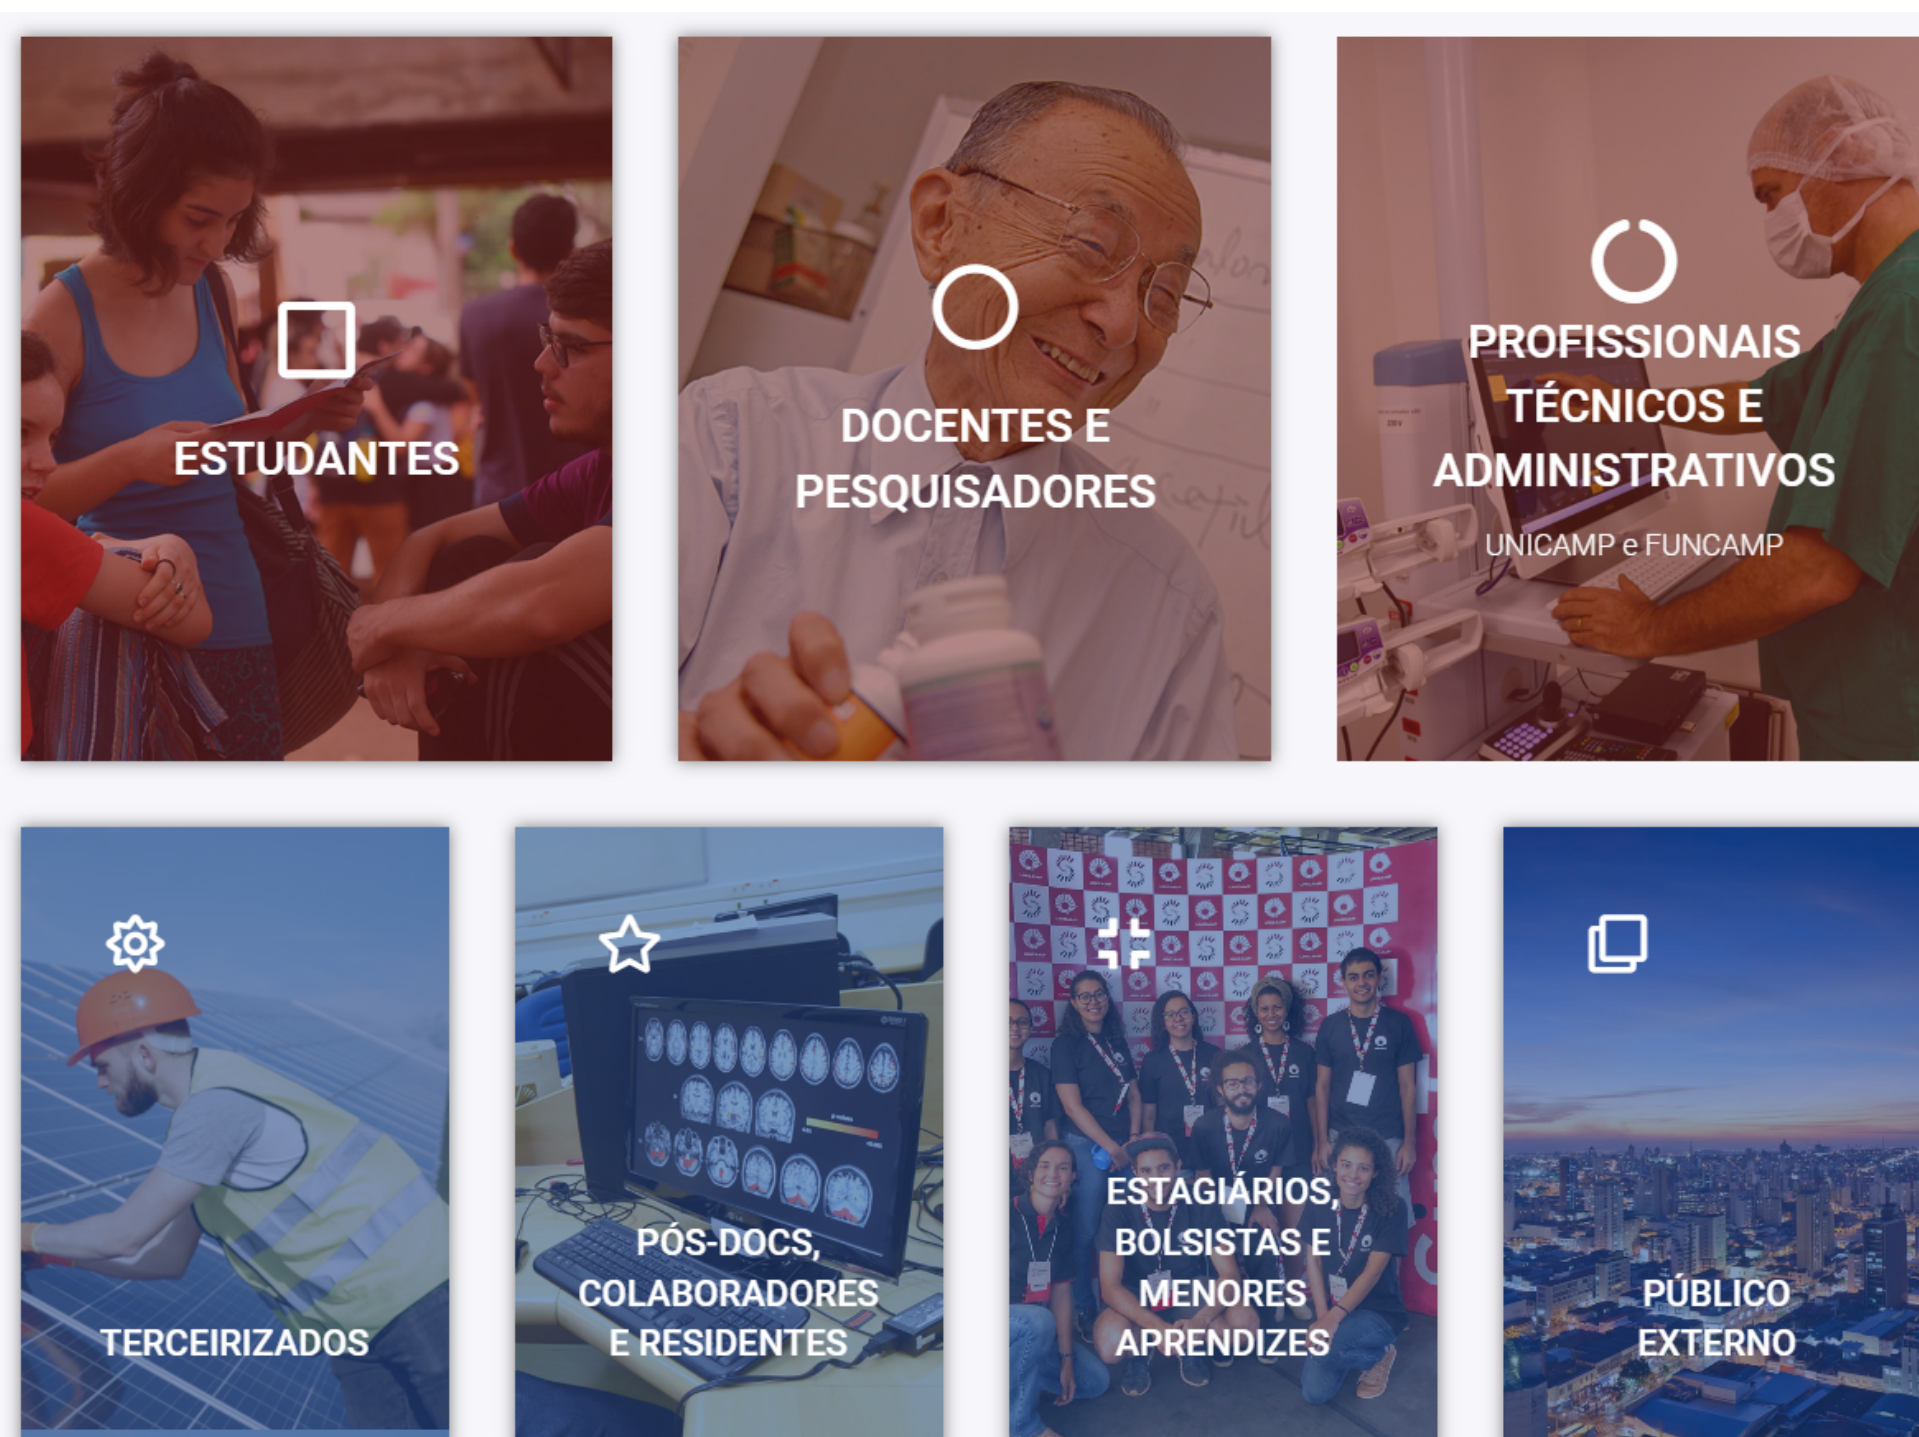 ESTUDANTES
DOCENTES E
PESQUISADORES
PROFISSIONAIS
TÉCNICOS E
ADMINISTRATIVOS
UNICAMP e FUNCAMP
TERCEIRIZADOS
PÓS-DOCS,
COLABORADORES
E RESIDENTES
ESTAGIÁRIOS,
BOLSISTAS E
MENORES
APRENDIZES
PÚBLICO
EXTERNO